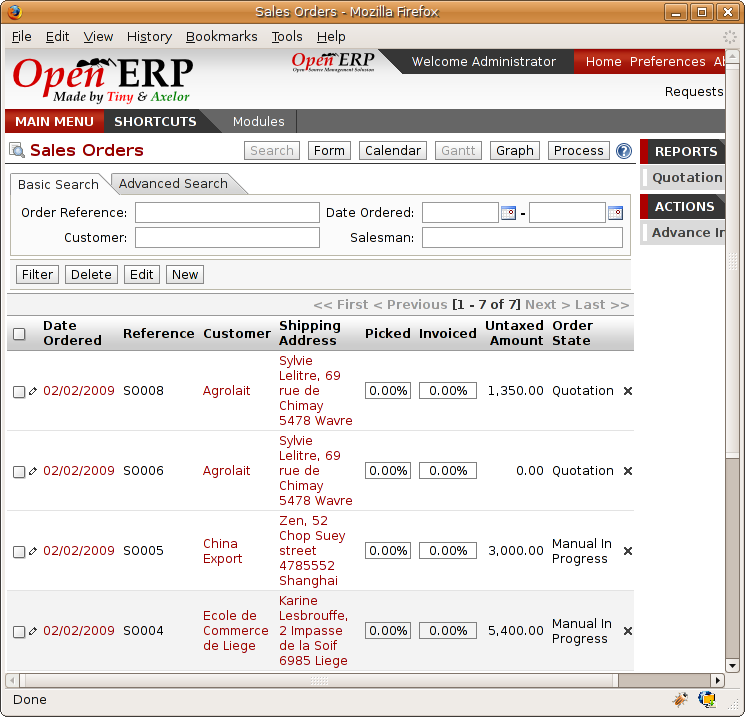 Sales Orders - Mozilla Firefox
File Edit View History Bookmarks Tools Help
Open ERP
Made by Tiny & Axelor
Open ERP
Open Source Management Solution
Welcome Administrator
Home Preferences Ab
Requests
MAIN MENU SHORTCUTS Modules
Sales Orders
Search Form Calendar Gantt Graph Process ?
REPORTS
Quotation
ACTIONS
Advance In
Basic Search Advanced Search
Order Reference: Date Ordered: -
Customer: Salesman:
Filter Delete Edit New
<< First < Previous [1 - 7 of 7] Next > Last >>
Date Ordered Reference Customer Shipping Address Picked Invoiced Untaxed Amount Order State
02/02/2009 SO008 Agrolait
Sylvie
Lelitre, 69
rue de
Chimay
5478 Wavre
0.00% 0.00% 1,350.00 Quotation
02/02/2009 SO006 Agrolait
Sylvie
Lelitre, 69
rue de
Chimay
5478 Wavre
0.00% 0.00% 0.00 Quotation
02/02/2009 SO005
China
Export
Zen, 52
Chop Suey
street
4785552
Shanghai
0.00% 0.00% 3,000.00
Manual In
Progress
02/02/2009 SO004
Ecole de
Commerce
de Liege
Karine
Lesbrouffe,
2 Impasse
de la Soif
6985 Liege
0.00% 0.00% 5,400.00
Manual In
Progress
Done